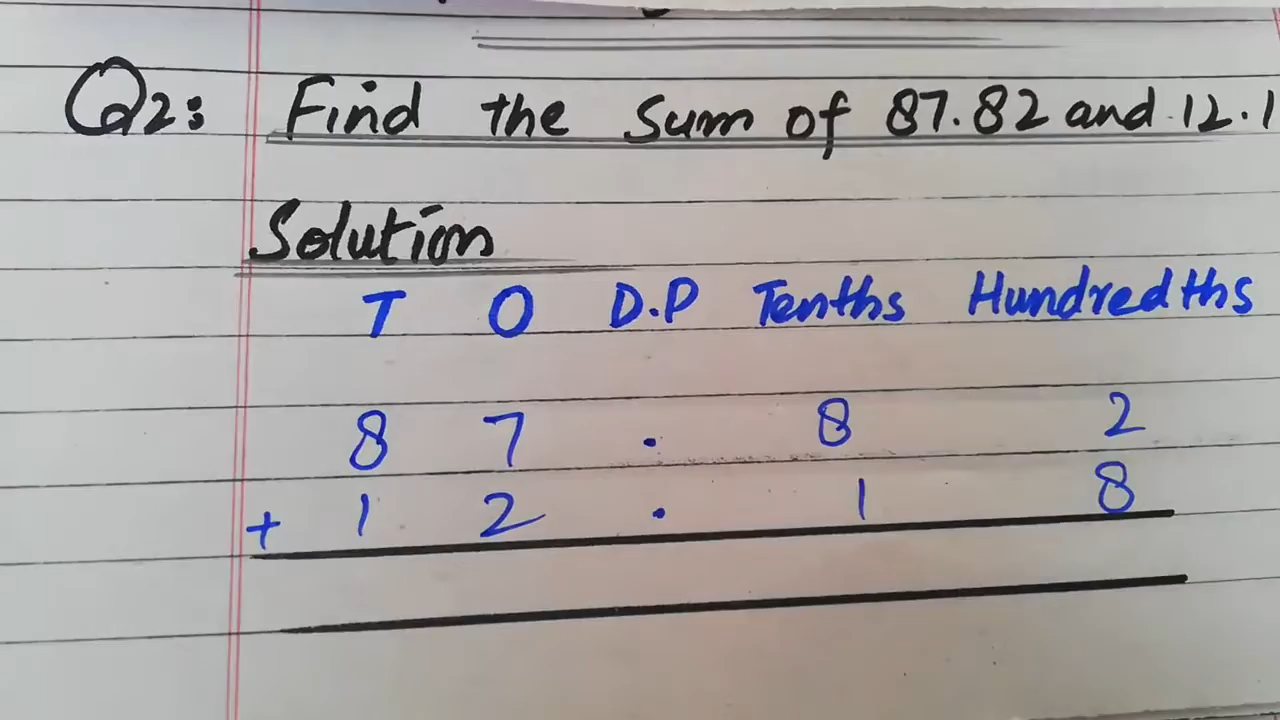 Q2: Find the sum of 87.82 and 12.1
Solution
T O D.P Tenths Hundredths
8 7 . 8 2
+ 1 2 . 1 8